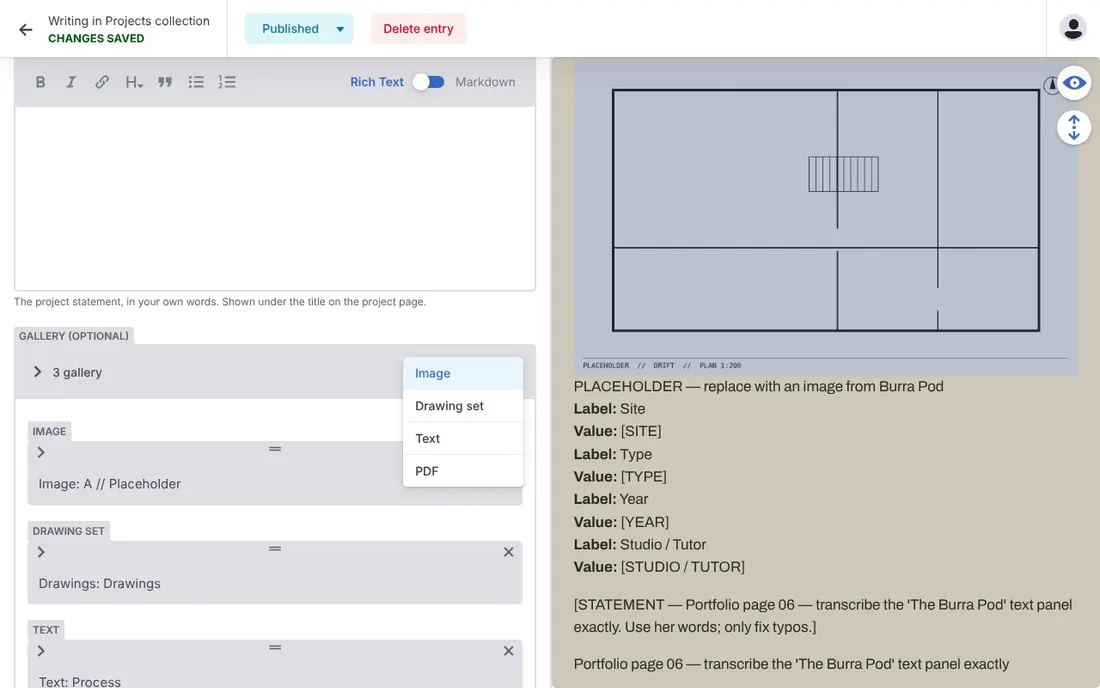 Writing in Projects collection
CHANGES SAVED
Published
Delete entry
B I H
Rich Text
Markdown
The project statement, in your own words. Shown under the title on the project page.
GALLERY (OPTIONAL)
3 gallery
Image
Drawing set
Text
PDF
IMAGE
Image: A // Placeholder
DRAWING SET
Drawings: Drawings
TEXT
Text: Process
PLACEHOLDER // DRIFT // PLAN 1:200
PLACEHOLDER — replace with an image from Burra Pod
Label: Site
Value: [SITE]
Label: Type
Value: [TYPE]
Label: Year
Value: [YEAR]
Label: Studio / Tutor
Value: [STUDIO / TUTOR]
[STATEMENT — Portfolio page 06 — transcribe the 'The Burra Pod' text panel
exactly. Use her words; only fix typos.]
Portfolio page 06 — transcribe the 'The Burra Pod' text panel exactly